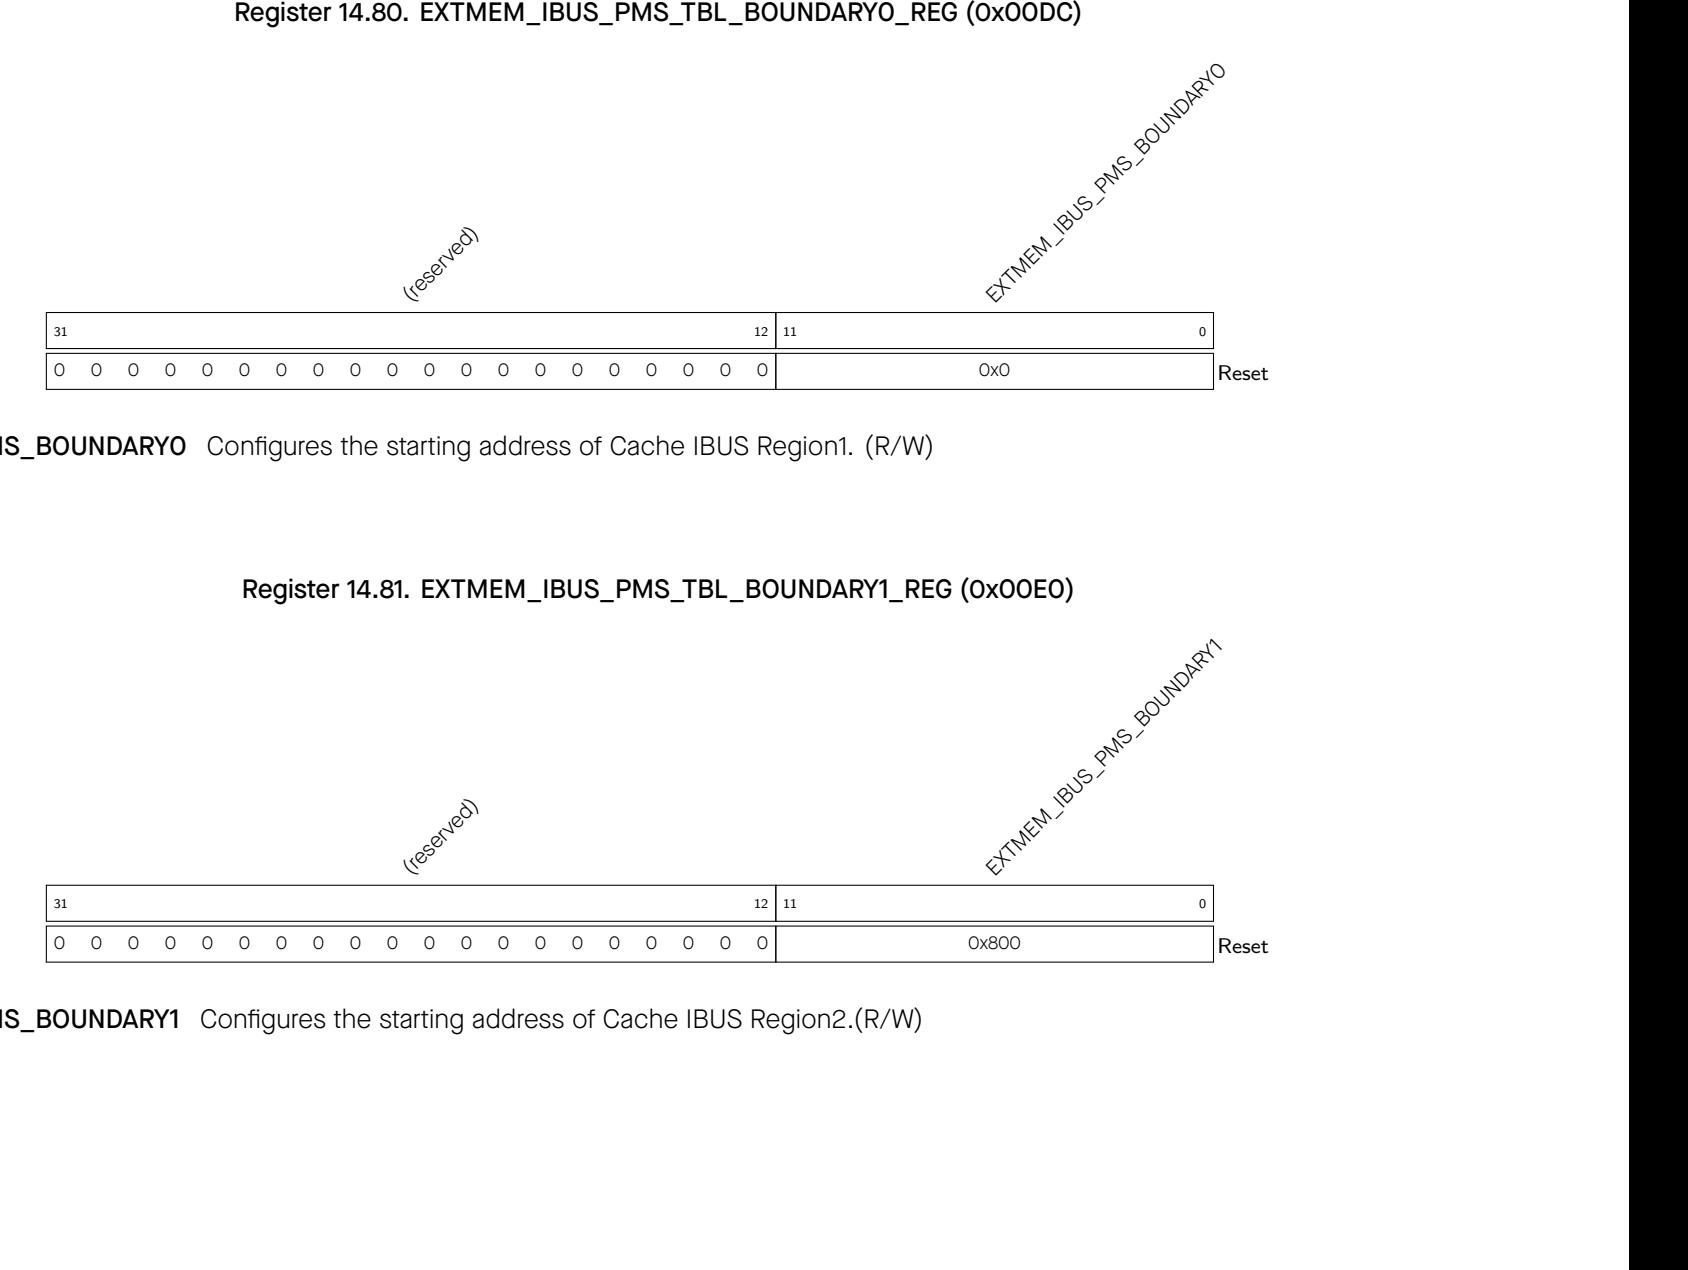 Register 14.80. EXTMEM_IBUS_PMS_TBL_BOUNDARY0_REG (0x00DC)
(reserved)
EXTMEM_IBUS_PMS_BOUNDARY0
31 12 11 0
0 0 0 0 0 0 0 0 0 0 0 0 0 0 0 0 0 0 0 0 0x0 Reset
MS_BOUNDARY0 Configures the starting address of Cache IBUS Region1. (R/W)
Register 14.81. EXTMEM_IBUS_PMS_TBL_BOUNDARY1_REG (0x00E0)
(reserved)
EXTMEM_IBUS_PMS_BOUNDARY1
31 12 11 0
0 0 0 0 0 0 0 0 0 0 0 0 0 0 0 0 0 0 0 0 0x800 Reset
MS_BOUNDARY1 Configures the starting address of Cache IBUS Region2.(R/W)